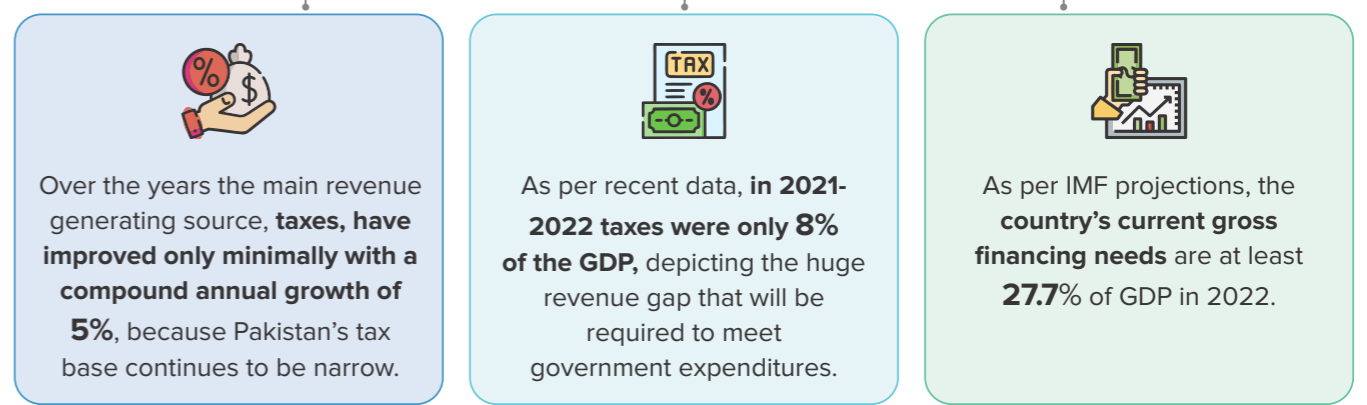 %
$
Over the years the main revenue
generating source, taxes, have
improved only minimally with a
compound annual growth of
5%, because Pakistan’s tax
base continues to be narrow.
TAX
%
As per recent data, in 2021-
2022 taxes were only 8%
of the GDP, depicting the huge
revenue gap that will be
required to meet
government expenditures.
As per IMF projections, the
country’s current gross
financing needs are at least
27.7% of GDP in 2022.